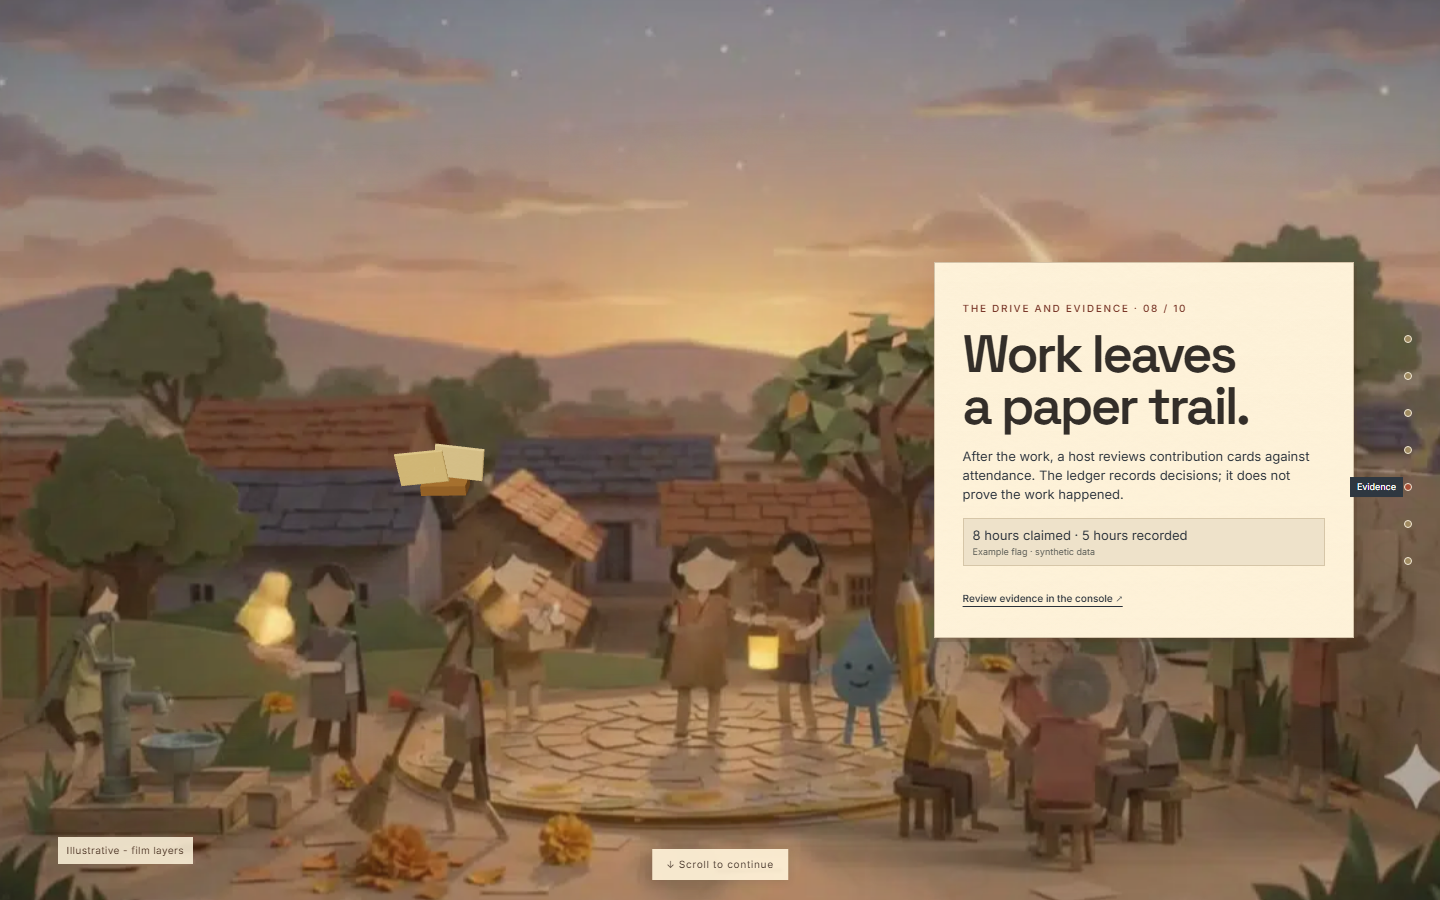 THE DRIVE AND EVIDENCE · 08 / 10
Work leaves
a paper trail.
After the work, a host reviews contribution cards against
attendance. The ledger records decisions; it does not
prove the work happened.
8 hours claimed · 5 hours recorded
Example flag · synthetic data
Review evidence in the console ↗
Evidence
Illustrative - film layers
↓ Scroll to continue